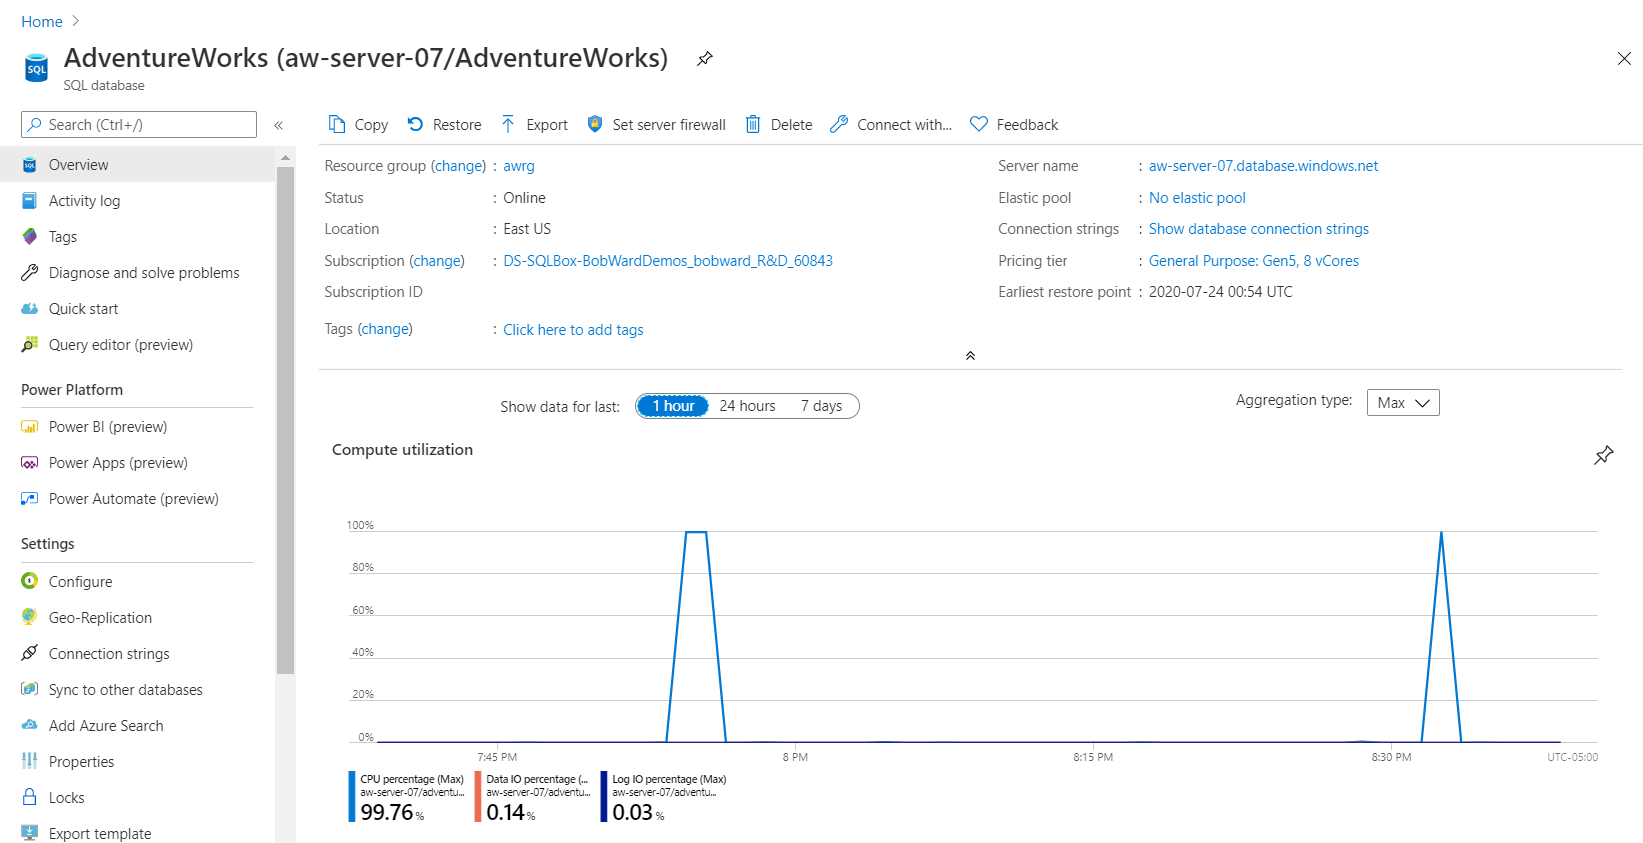 Home
AdventureWorks (aw-server-07/AdventureWorks)
SQL
SQL database
Search (Ctrl+/)
«
Copy
Restore
Export
Set server firewall
Delete
Connect with...
Feedback
Overview
Activity log
Tags
Diagnose and solve problems
Quick start
Query editor (preview)
Power Platform
Power BI (preview)
Power Apps (preview)
Power Automate (preview)
Settings
Configure
Geo-Replication
Connection strings
Sync to other databases
Add Azure Search
Properties
Locks
Export template
Resource group (change) : awrg
Status : Online
Location : East US
Subscription (change) : DS-SQLBox-BobWardDemos_bobward_R&D_60843
Subscription ID
Tags (change) : Click here to add tags
Server name : aw-server-07.database.windows.net
Elastic pool : No elastic pool
Connection strings : Show database connection strings
Pricing tier : General Purpose: Gen5, 8 vCores
Earliest restore point : 2020-07-24 00:54 UTC
Show data for last: 1 hour 24 hours 7 days
Aggregation type: Max
Compute utilization
100%
80%
60%
40%
20%
0%
7:45 PM 8 PM 8:15 PM 8:30 PM UTC-05:00
CPU percentage (Max)
aw-server-07/adventu...
99.76 %
Data IO percentage (...
aw-server-07/adventu...
0.14 %
Log IO percentage (Max)
aw-server-07/adventu...
0.03 %